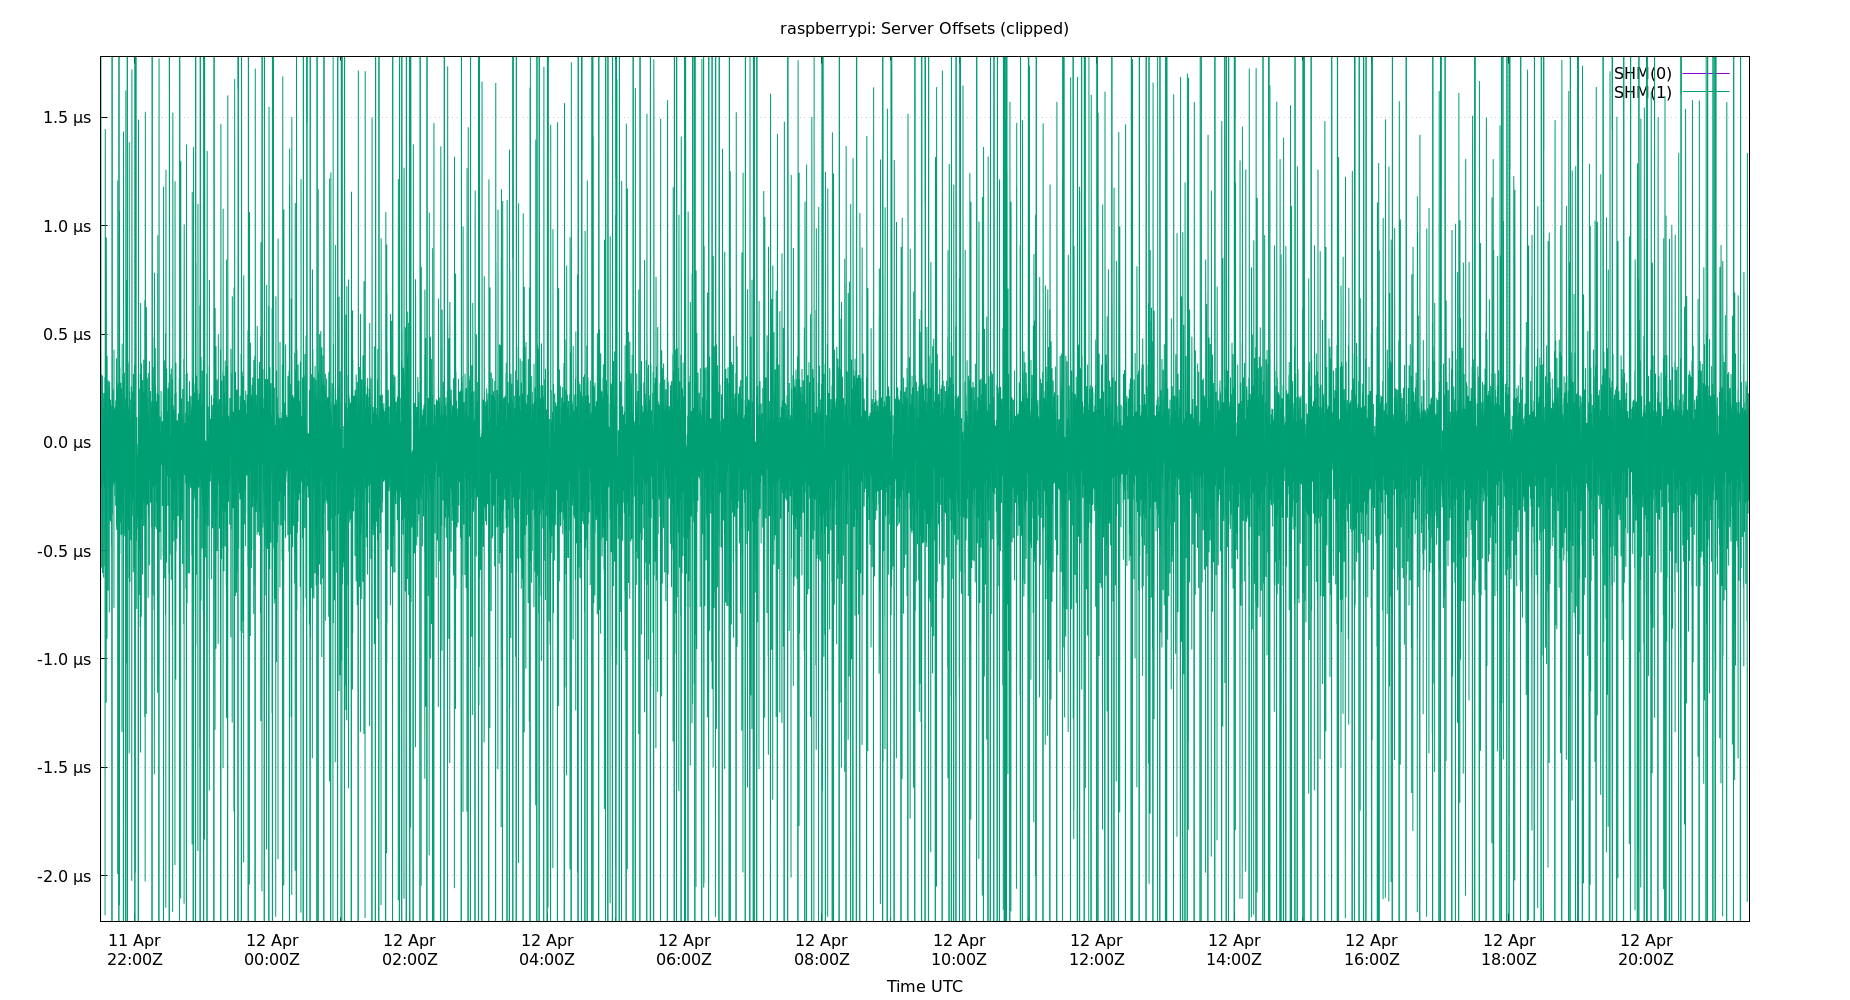 raspberrypi: Server Offsets (clipped)
SHM(0)
SHM(1)
1.5 µs
1.0 µs
0.5 µs
0.0 µs
-0.5 µs
-1.0 µs
-1.5 µs
-2.0 µs
11 Apr 12 Apr 12 Apr 12 Apr 12 Apr 12 Apr 12 Apr 12 Apr 12 Apr 12 Apr 12 Apr 12 Apr
22:00Z 00:00Z 02:00Z 04:00Z 06:00Z 08:00Z 10:00Z 12:00Z 14:00Z 16:00Z 18:00Z 20:00Z
Time UTC